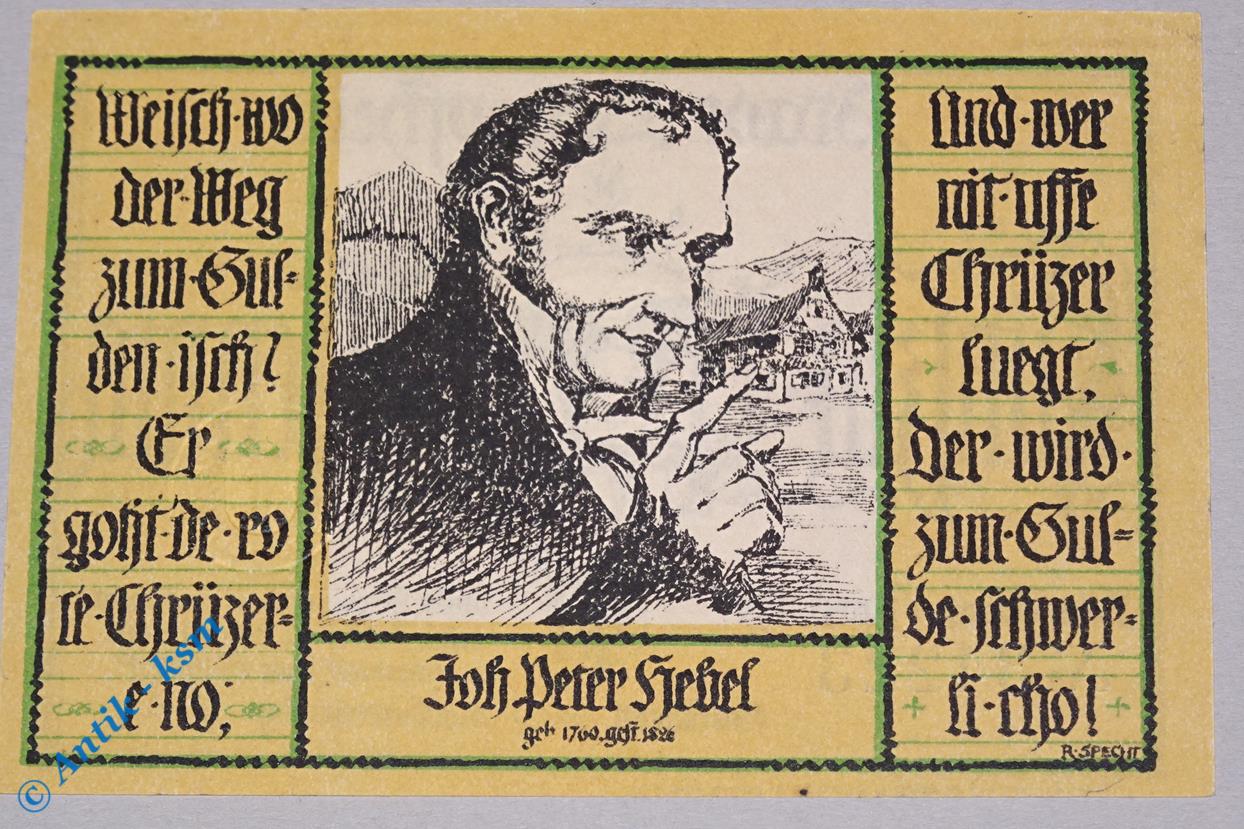 Weisch·wo
der·Weg
zum·Gul=
den·isch?
Er
goht·de·ro
te·Chrüzer=
e·no;
Joh Peter Hebel
geb 1760. gest. 1826
Und·wer
nit·uffe
Chrüzer
luegt,
Der·wird·
zum·Gul=
de·schwer=
li·cho!
R·SPECHT
© Antik - ksm